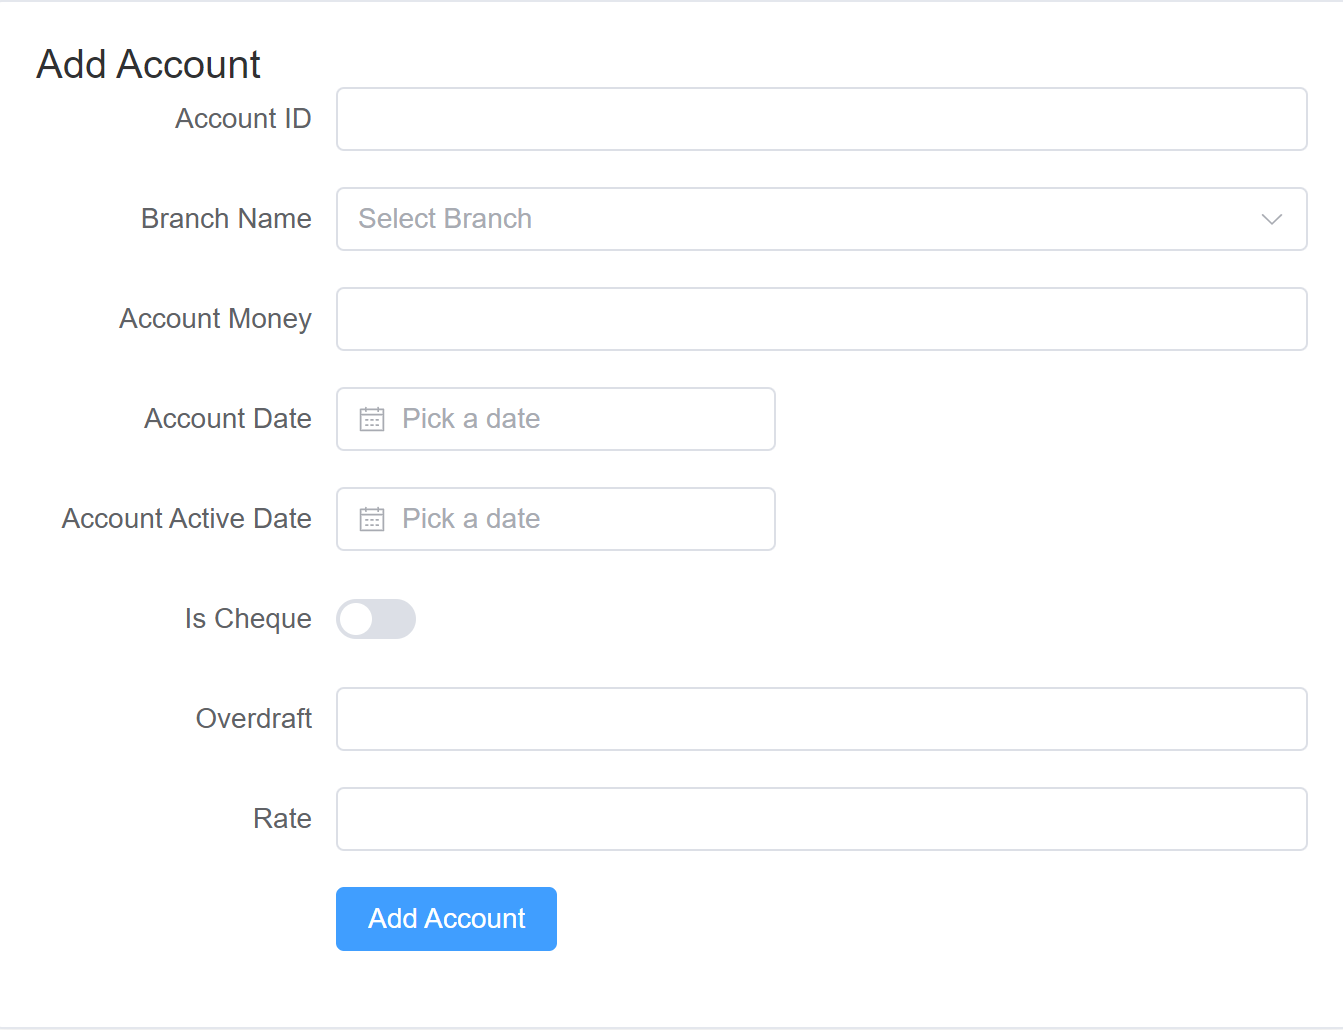 Add Account
Account ID
Branch Name
Select Branch
Account Money
Account Date
Pick a date
Account Active Date
Pick a date
Is Cheque
Overdraft
Rate
Add Account